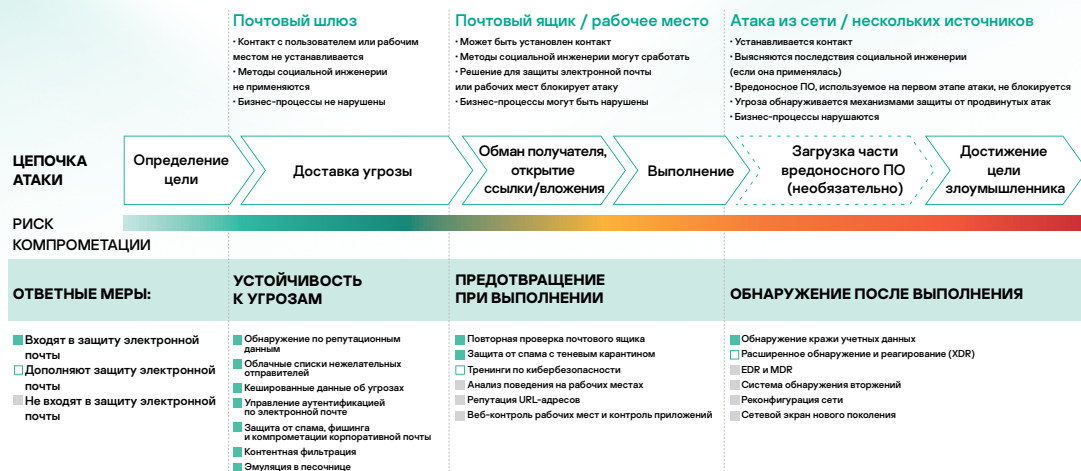 Почтовый шлюз
· Контакт с пользователем или рабочим
местом не устанавливается
· Методы социальной инженерии
не применяются
· Бизнес-процессы не нарушены
Почтовый ящик / рабочее место
· Может быть установлен контакт
· Методы социальной инженерии могут сработать
· Решение для защиты электронной почты
или рабочих мест блокирует атаку
· Бизнес-процессы могут быть нарушены
Атака из сети / нескольких источников
· Устанавливается контакт
· Выясняются последствия социальной инженерии
(если она применялась)
· Вредоносное ПО, используемое на первом этапе атаки, не блокируется
· Угроза обнаруживается механизмами защиты от продвинутых атак
· Бизнес-процессы нарушаются
ЦЕПОЧКА
АТАКИ
Определение
цели
Доставка угрозы
Обман получателя,
открытие
ссылки/вложения
Выполнение
Загрузка части
вредоносного ПО
(необязательно)
Достижение
цели
злоумышленника
РИСК
КОМПРОМЕТАЦИИ
ОТВЕТНЫЕ МЕРЫ:
УСТОЙЧИВОСТЬ
К УГРОЗАМ
ПРЕДОТВРАЩЕНИЕ
ПРИ ВЫПОЛНЕНИИ
ОБНАРУЖЕНИЕ ПОСЛЕ ВЫПОЛНЕНИЯ
Входят в защиту электронной
почты
Дополняют защиту электронной
почты
Не входят в защиту электронной
почты
Обнаружение по репутационным
данным
Облачные списки нежелательных
отправителей
Кешированные данные об угрозах
Управление аутентификацией
по электронной почте
Защита от спама, фишинга
и компрометации корпоративной почты
Контентная фильтрация
Эмуляция в песочнице
Повторная проверка почтового ящика
Защита от спама с теневым карантином
Тренинги по кибербезопасности
Анализ поведения на рабочих местах
Репутация URL-адресов
Веб-контроль рабочих мест и контроль приложений
Обнаружение кражи учетных данных
Расширенное обнаружение и реагирование (XDR)
EDR и MDR
Система обнаружения вторжений
Реконфигурация сети
Сетевой экран нового поколения